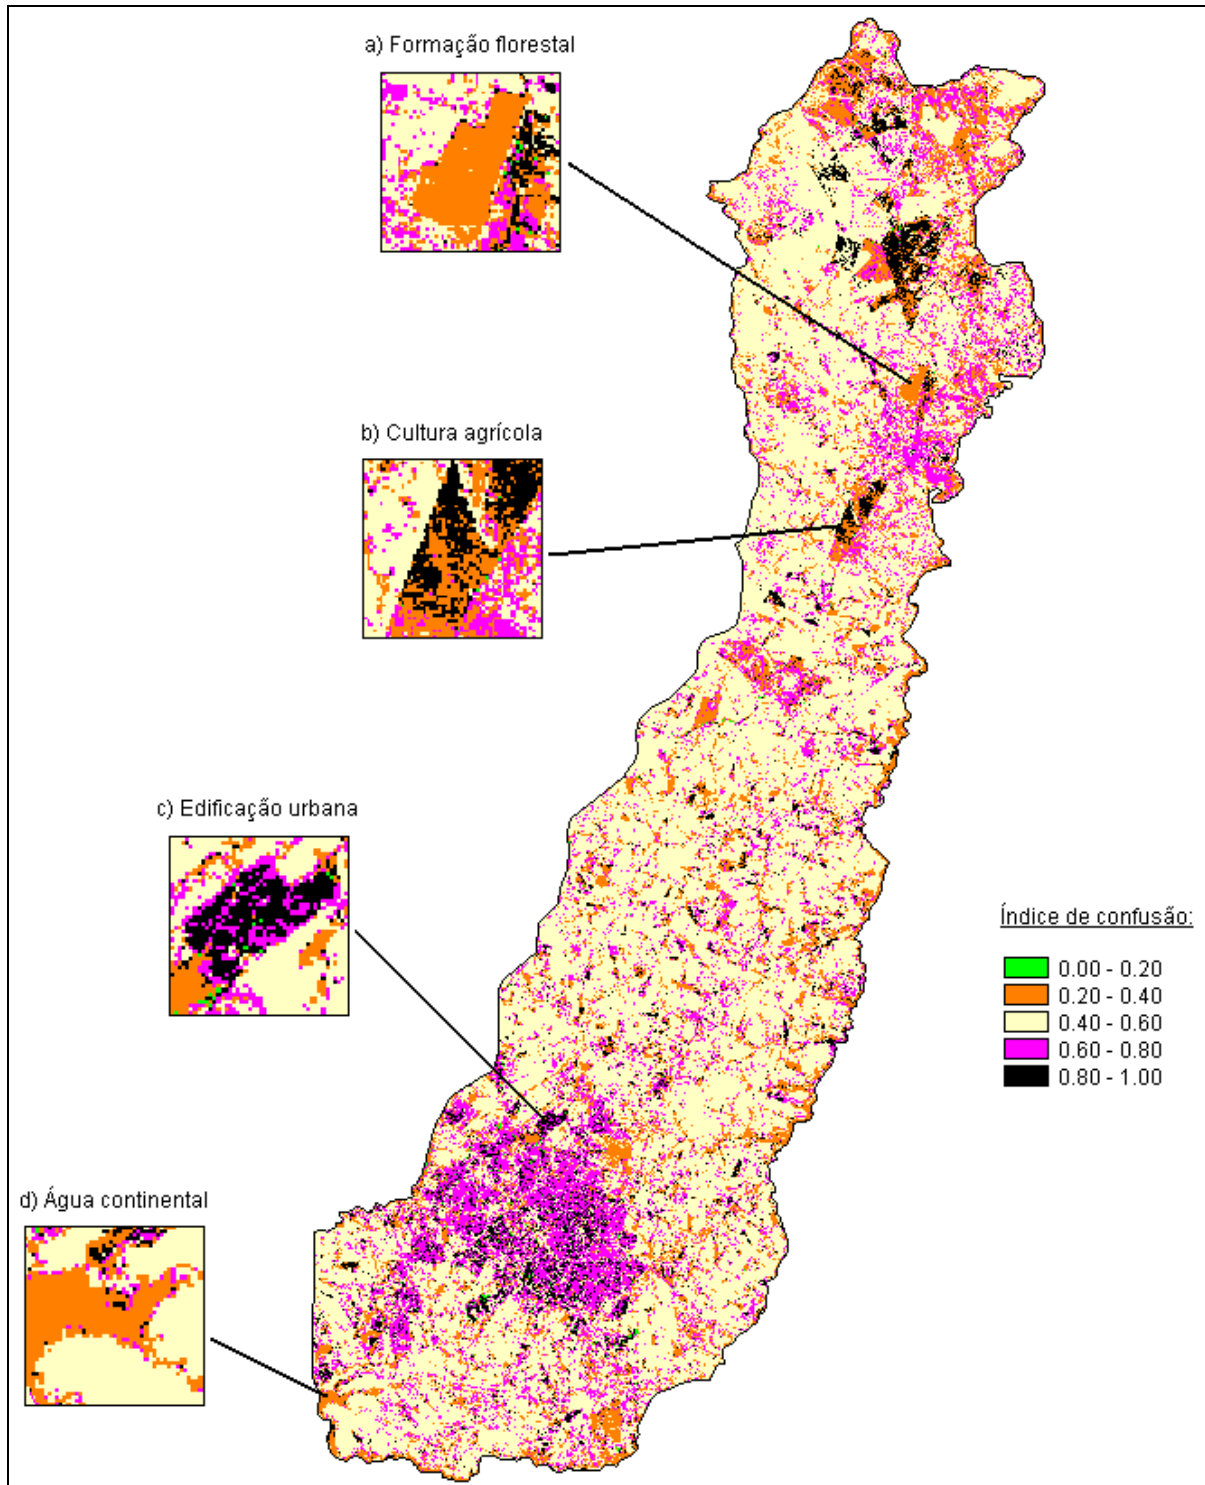 a) Formação florestal
b) Cultura agrícola
c) Edificação urbana
d) Água continental
Índice de confusão:
0.00 - 0.20
0.20 - 0.40
0.40 - 0.60
0.60 - 0.80
0.80 - 1.00